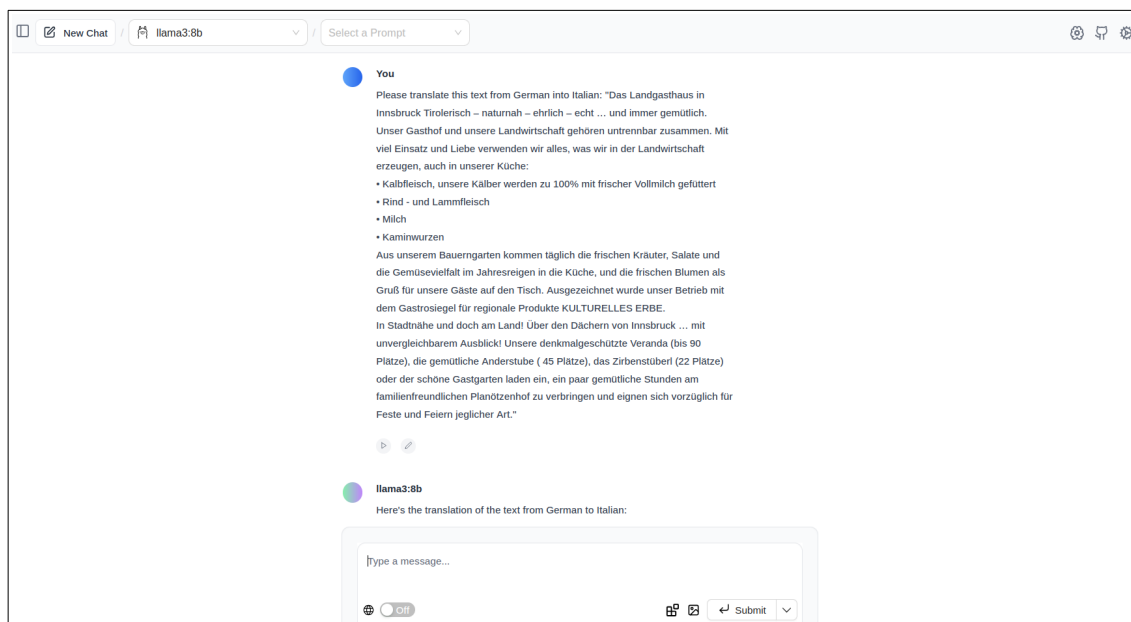 New Chat / llama3:8b / Select a Prompt
You
Please translate this text from German into Italian: "Das Landgasthaus in
Innsbruck Tirolerisch – naturnah – ehrlich – echt … und immer gemütlich.
Unser Gasthof und unsere Landwirtschaft gehören untrennbar zusammen. Mit
viel Einsatz und Liebe verwenden wir alles, was wir in der Landwirtschaft
erzeugen, auch in unserer Küche:
• Kalbfleisch, unsere Kälber werden zu 100% mit frischer Vollmilch gefüttert
• Rind - und Lammfleisch
• Milch
• Kaminwurzen
Aus unserem Bauerngarten kommen täglich die frischen Kräuter, Salate und
die Gemüsevielfalt im Jahresreigen in die Küche, und die frischen Blumen als
Gruß für unsere Gäste auf den Tisch. Ausgezeichnet wurde unser Betrieb mit
dem Gastrosiegel für regionale Produkte KULTURELLES ERBE.
In Stadtnähe und doch am Land! Über den Dächern von Innsbruck … mit
unvergleichbarem Ausblick! Unsere denkmalgeschützte Veranda (bis 90
Plätze), die gemütliche Anderstube ( 45 Plätze), das Zirbenstüberl (22 Plätze)
oder der schöne Gastgarten laden ein, ein paar gemütliche Stunden am
familienfreundlichen Planötzenhof zu verbringen und eignen sich vorzüglich für
Feste und Feiern jeglicher Art."
llama3:8b
Here's the translation of the text from German to Italian:
Type a message...
Off
Submit